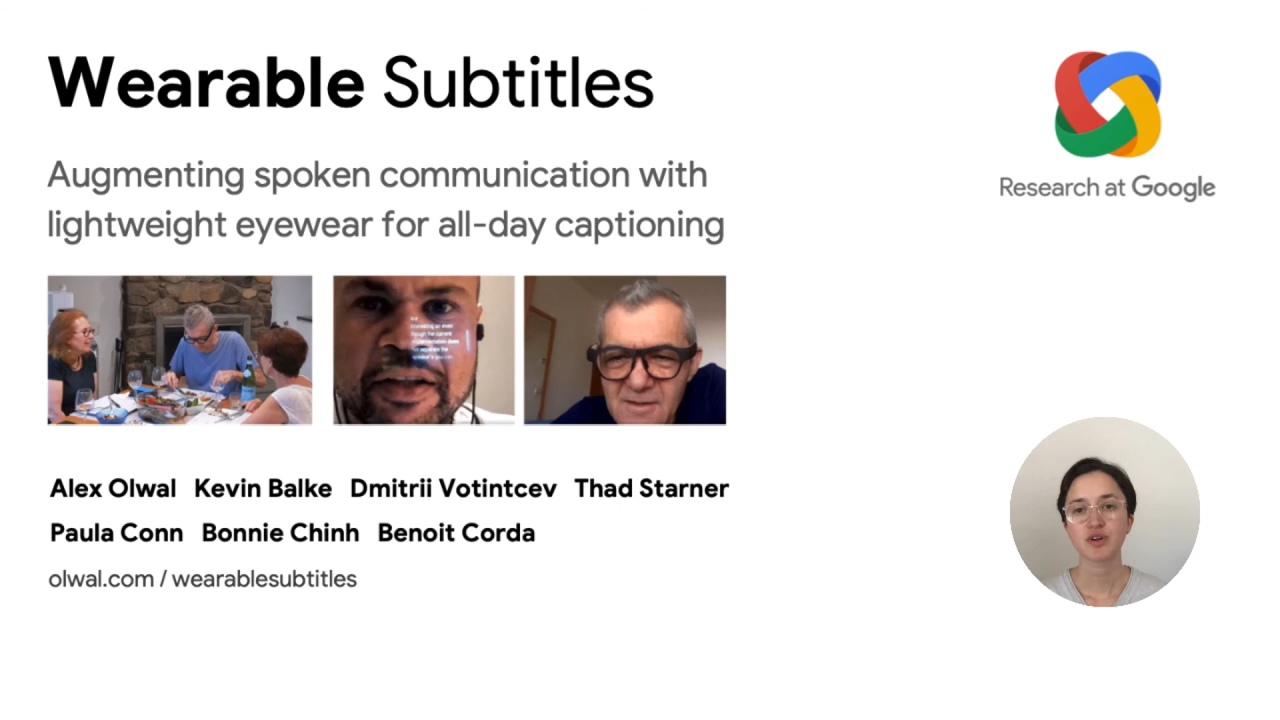 Wearable Subtitles
Research at Google
Augmenting spoken communication with
lightweight eyewear for all-day captioning
Alex Olwal Kevin Balke Dmitrii Votintcev Thad Starner
Paula Conn Bonnie Chinh Benoit Corda
olwal.com / wearablesubtitles